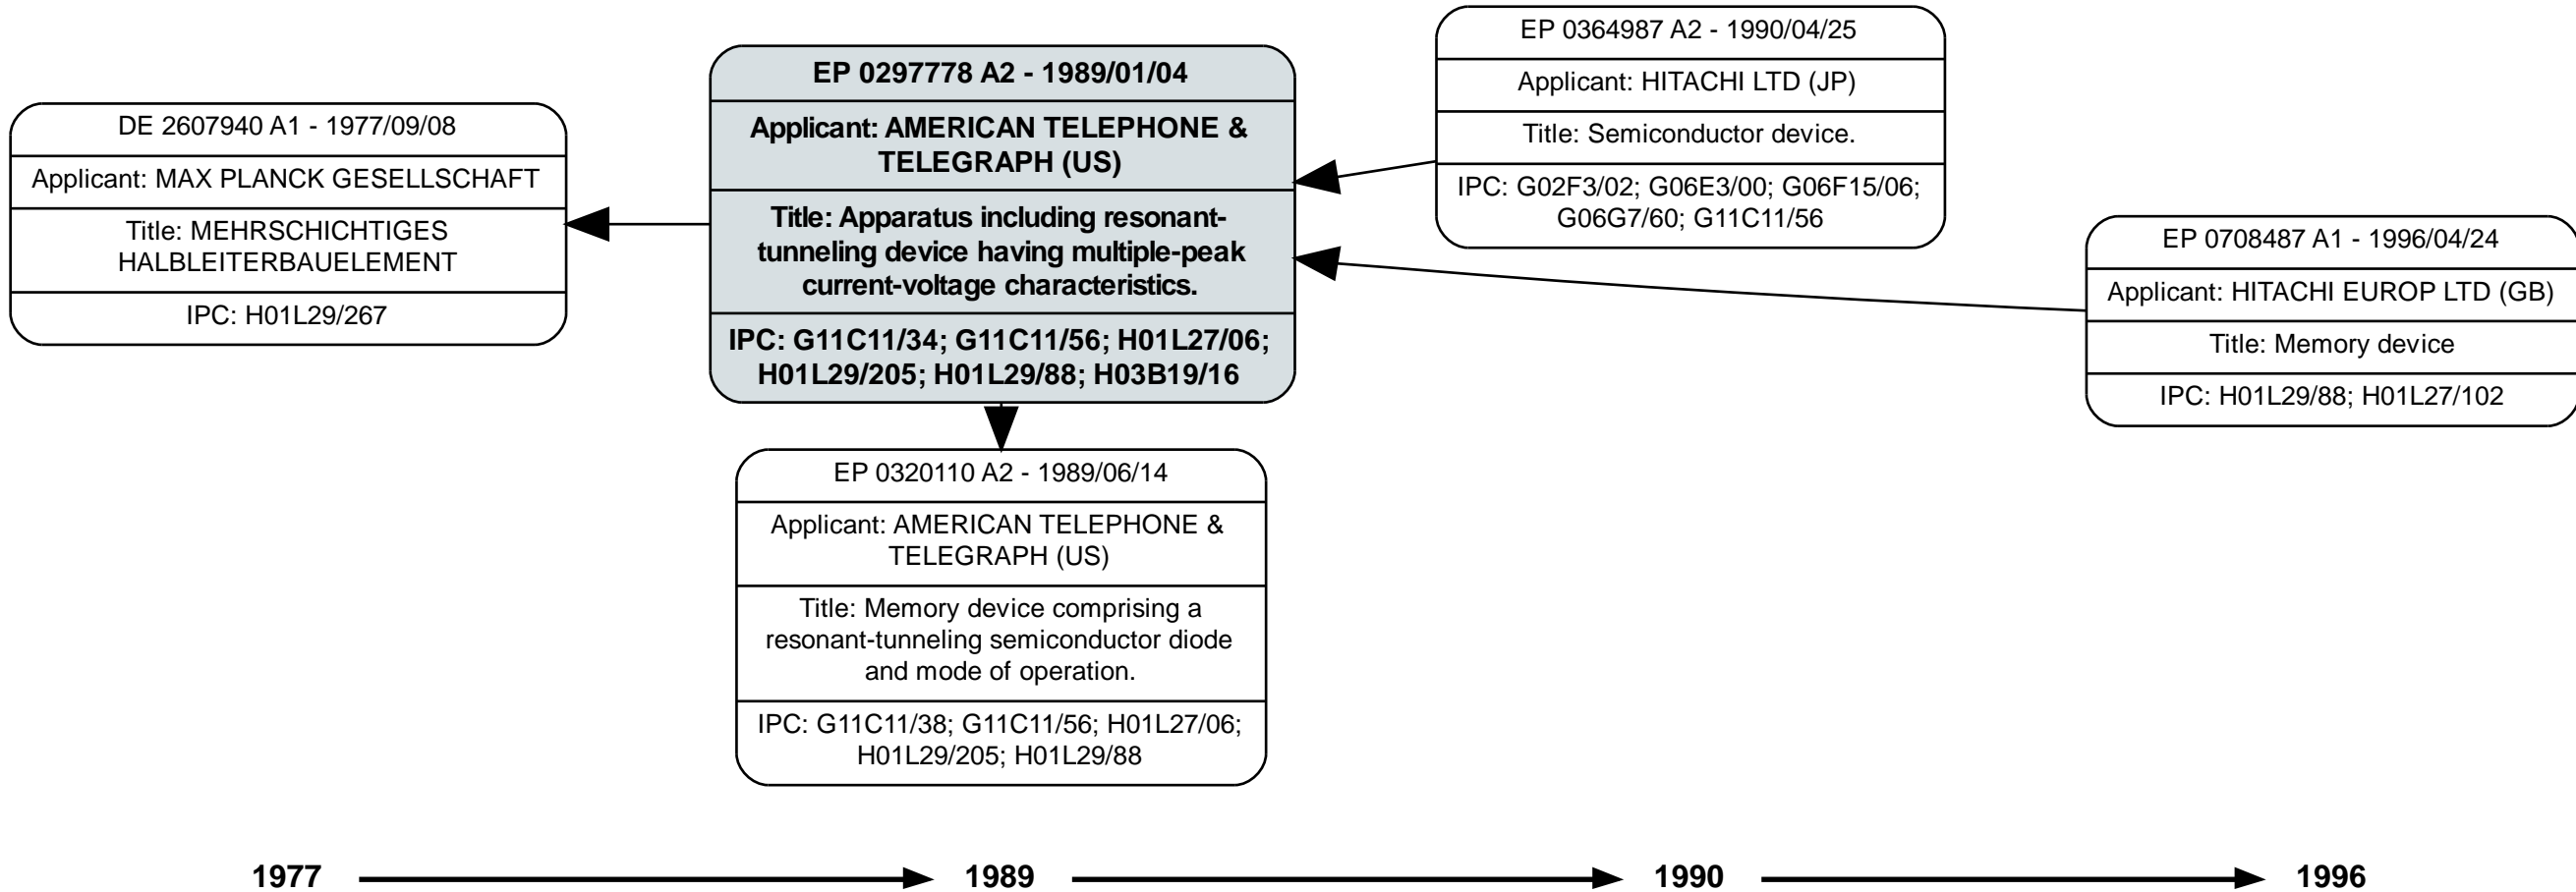 DE 2607940 A1 - 1977/09/08
Applicant: MAX PLANCK GESELLSCHAFT
Title: MEHRSCHICHTIGES
HALBLEITERBAUELEMENT
IPC: H01L29/267
EP 0297778 A2 - 1989/01/04
Applicant: AMERICAN TELEPHONE &
TELEGRAPH (US)
Title: Apparatus including resonant-
tunneling device having multiple-peak
current-voltage characteristics.
IPC: G11C11/34; G11C11/56; H01L27/06;
H01L29/205; H01L29/88; H03B19/16
EP 0320110 A2 - 1989/06/14
Applicant: AMERICAN TELEPHONE &
TELEGRAPH (US)
Title: Memory device comprising a
resonant-tunneling semiconductor diode
and mode of operation.
IPC: G11C11/38; G11C11/56; H01L27/06;
H01L29/205; H01L29/88
EP 0364987 A2 - 1990/04/25
Applicant: HITACHI LTD (JP)
Title: Semiconductor device.
IPC: G02F3/02; G06E3/00; G06F15/06;
G06G7/60; G11C11/56
EP 0708487 A1 - 1996/04/24
Applicant: HITACHI EUROP LTD (GB)
Title: Memory device
IPC: H01L29/88; H01L27/102
1977
1989
1990
1996